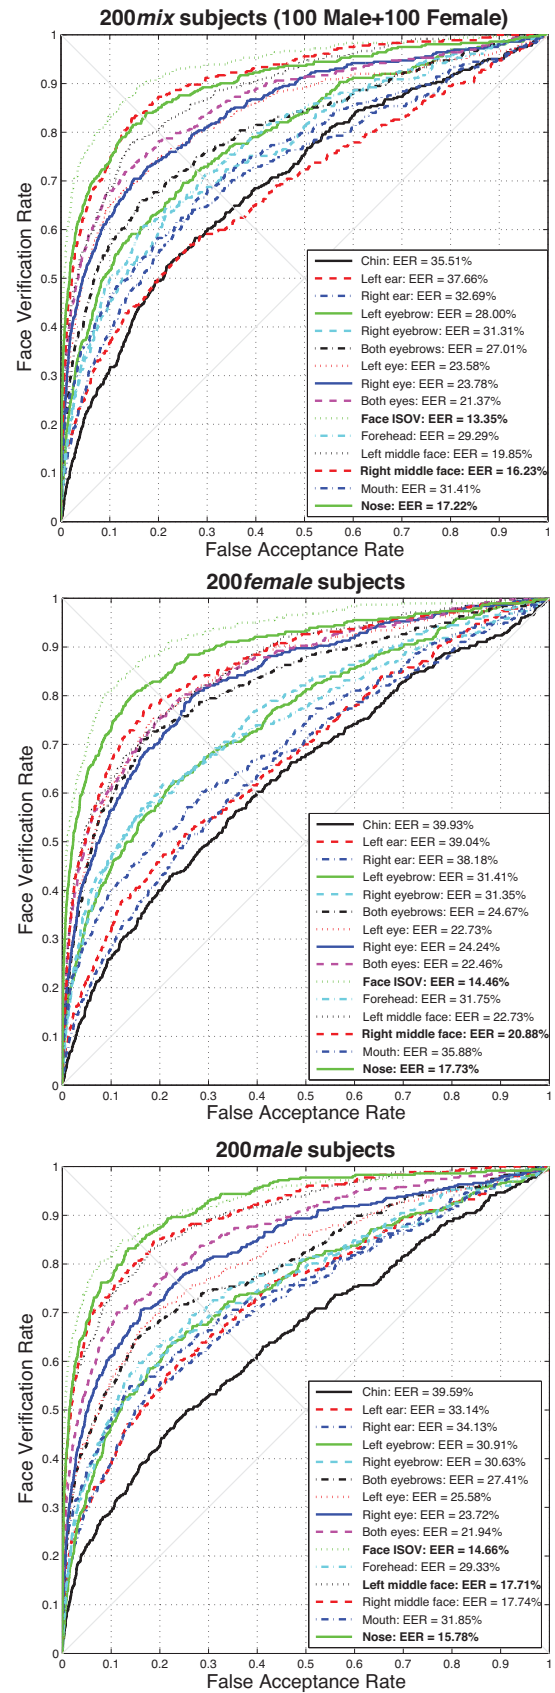 200mix subjects (100 Male+100 Female)
Face Verification Rate
1
0.9
0.8
0.7
0.6
0.5
0.4
0.3
0.2
0.1
0
Chin: EER = 35.51%
Left ear: EER = 37.66%
Right ear: EER = 32.69%
Left eyebrow: EER = 28.00%
Right eyebrow: EER = 31.31%
Both eyebrows: EER = 27.01%
Left eye: EER = 23.58%
Right eye: EER = 23.78%
Both eyes: EER = 21.37%
Face ISOV: EER = 13.35%
Forehead: EER = 29.29%
Left middle face: EER = 19.85%
Right middle face: EER = 16.23%
Mouth: EER = 31.41%
Nose: EER = 17.22%
0 0.1 0.2 0.3 0.4 0.5 0.6 0.7 0.8 0.9 1
False Acceptance Rate
200female subjects
Face Verification Rate
1
0.9
0.8
0.7
0.6
0.5
0.4
0.3
0.2
0.1
0
Chin: EER = 39.93%
Left ear: EER = 39.04%
Right ear: EER = 38.18%
Left eyebrow: EER = 31.41%
Right eyebrow: EER = 31.35%
Both eyebrows: EER = 24.67%
Left eye: EER = 22.73%
Right eye: EER = 24.24%
Both eyes: EER = 22.46%
Face ISOV: EER = 14.46%
Forehead: EER = 31.75%
Left middle face: EER = 22.73%
Right middle face: EER = 20.88%
Mouth: EER = 35.88%
Nose: EER = 17.73%
0 0.1 0.2 0.3 0.4 0.5 0.6 0.7 0.8 0.9 1
False Acceptance Rate
200male subjects
Face Verification Rate
1
0.9
0.8
0.7
0.6
0.5
0.4
0.3
0.2
0.1
0
Chin: EER = 39.59%
Left ear: EER = 33.14%
Right ear: EER = 34.13%
Left eyebrow: EER = 30.91%
Right eyebrow: EER = 30.63%
Both eyebrows: EER = 27.41%
Left eye: EER = 25.58%
Right eye: EER = 23.72%
Both eyes: EER = 21.94%
Face ISOV: EER = 14.66%
Forehead: EER = 29.33%
Left middle face: EER = 17.71%
Right middle face: EER = 17.74%
Mouth: EER = 31.85%
Nose: EER = 15.78%
0 0.1 0.2 0.3 0.4 0.5 0.6 0.7 0.8 0.9 1
False Acceptance Rate